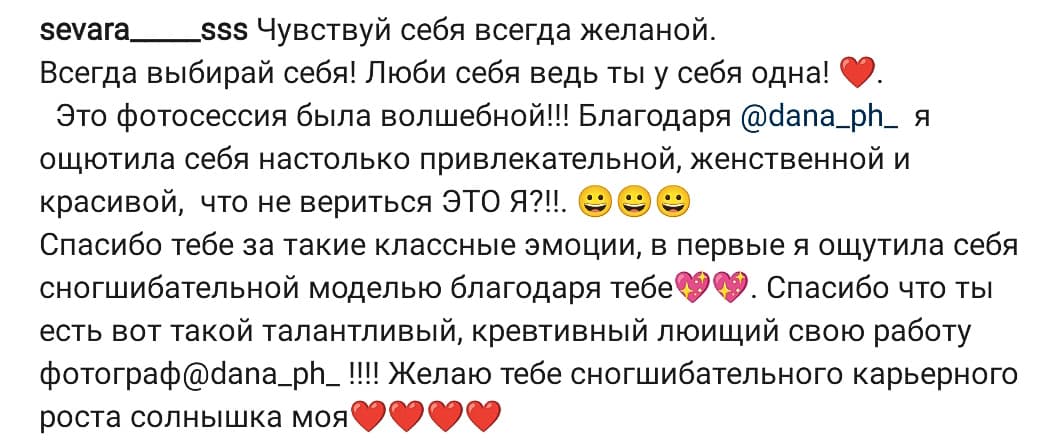 sevara_____sss Чувствуй себя всегда желаной.
Всегда выбирай себя! Люби себя ведь ты у себя одна! ❤️.
Это фотосессия была волшебной!!! Благодаря @dana_ph_ я
ощютила себя настолько привлекательной, женственной и
красивой, что не вериться ЭТО Я?!!. 😀😀😀
Спасибо тебе за такие классные эмоции, в первые я ощутила себя
сногшибательной моделью благодаря тебе💖💖. Спасибо что ты
есть вот такой талантливый, кревтивный люищий свою работу
фотограф@dana_ph_ !!!! Желаю тебе сногшибательного карьерного
роста солнышка моя❤️❤️❤️❤️